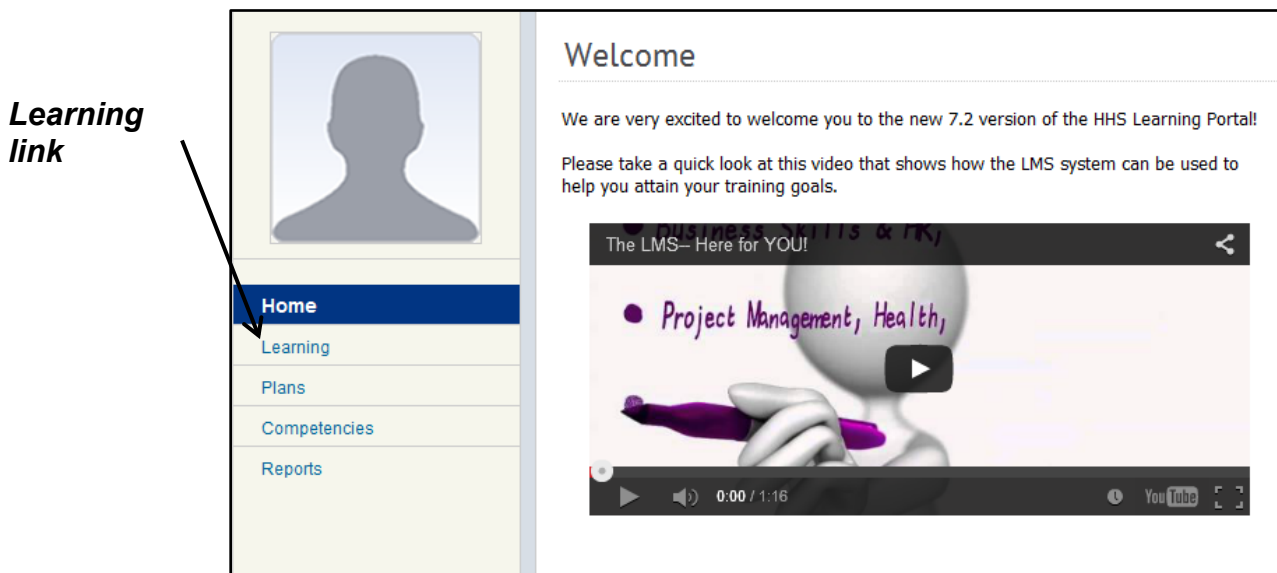 Learning
link
Home
Learning
Plans
Competencies
Reports
Welcome
We are very excited to welcome you to the new 7.2 version of the HHS Learning Portal!
Please take a quick look at this video that shows how the LMS system can be used to
help you attain your training goals.
Business Skills & HR,
The LMS– Here for YOU!
Project Management, Health,
0:00 / 1:16
YouTube